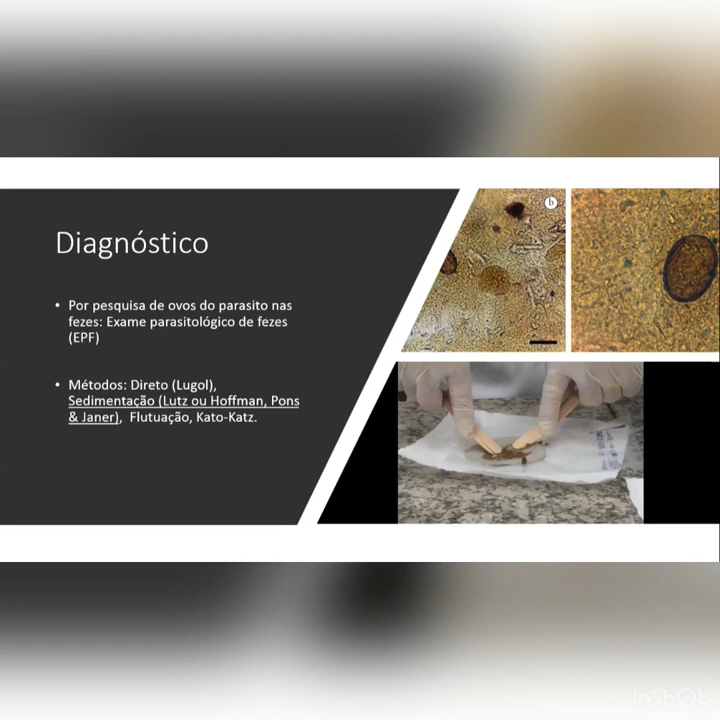 Diagnóstico
• Por pesquisa de ovos do parasito nas
fezes: Exame parasitológico de fezes
(EPF)
• Métodos: Direto (Lugol),
Sedimentação (Lutz ou Hoffman, Pons
& Janer), Flutuação, Kato-Katz.
b
InShOt